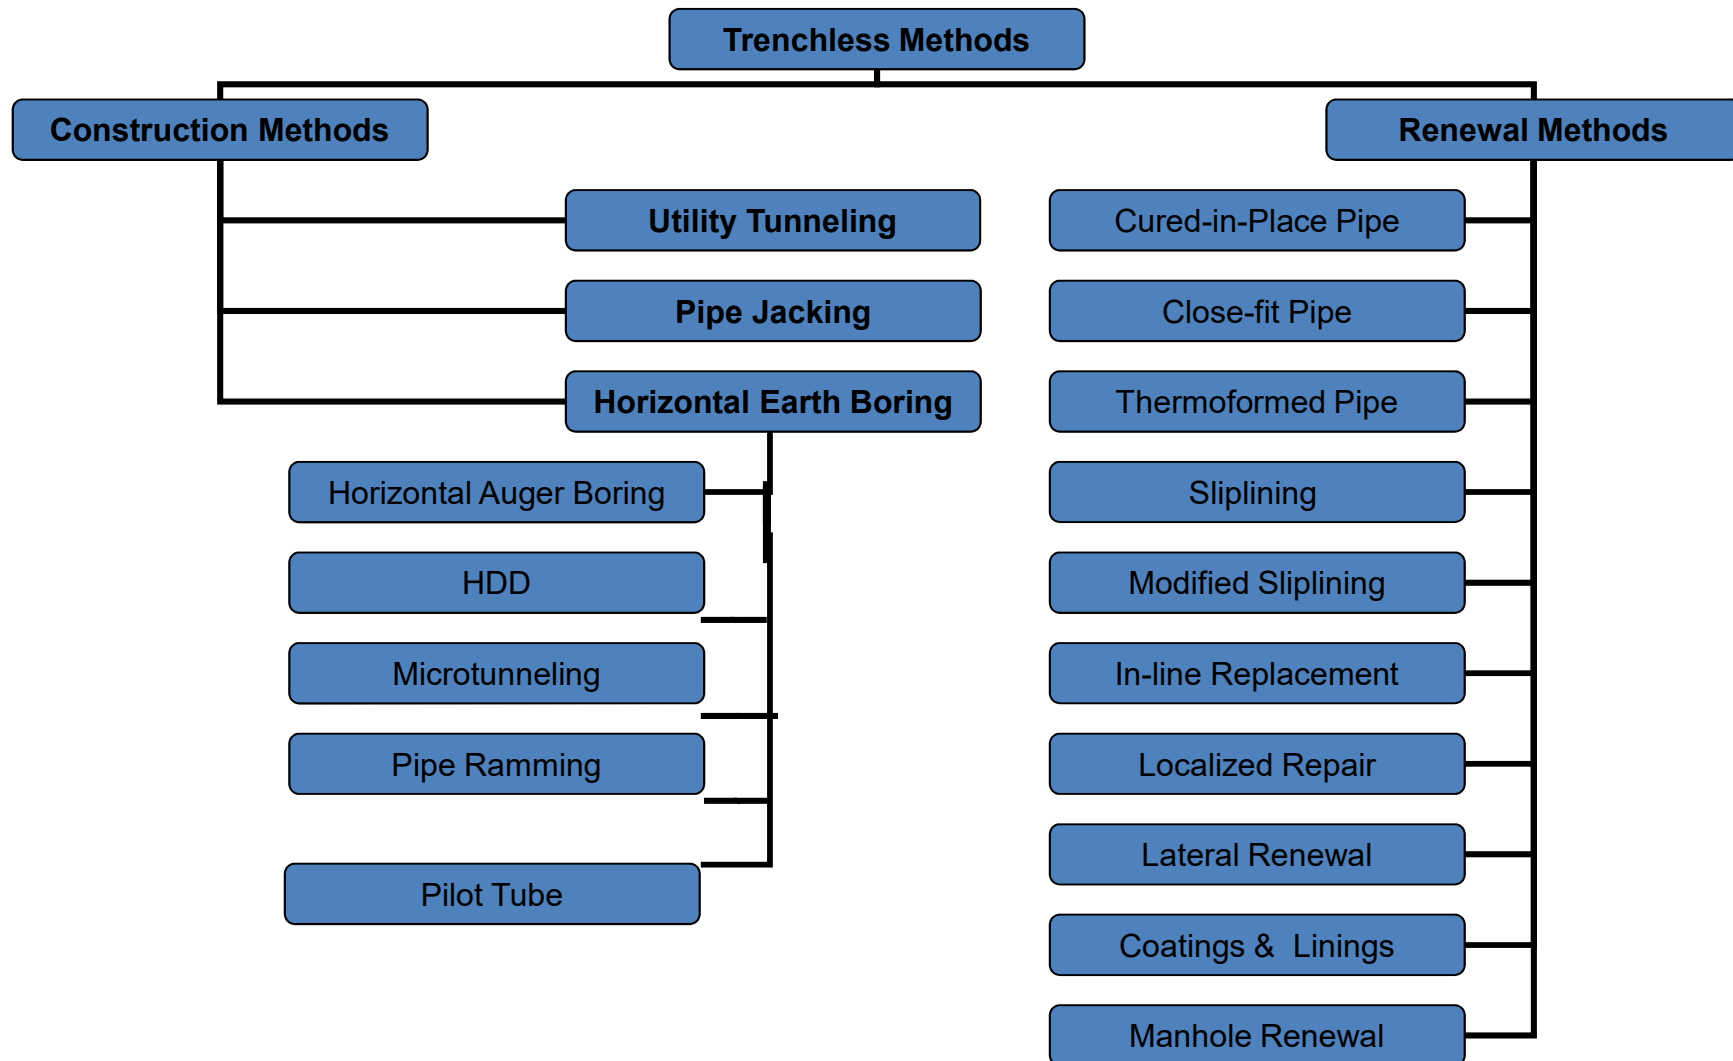 Trenchless Methods
Construction Methods
Renewal Methods
Utility Tunneling
Pipe Jacking
Horizontal Earth Boring
Horizontal Auger Boring
HDD
Microtunneling
Pipe Ramming
Pilot Tube
Cured-in-Place Pipe
Close-fit Pipe
Thermoformed Pipe
Sliplining
Modified Sliplining
In-line Replacement
Localized Repair
Lateral Renewal
Coatings &  Linings
Manhole Renewal